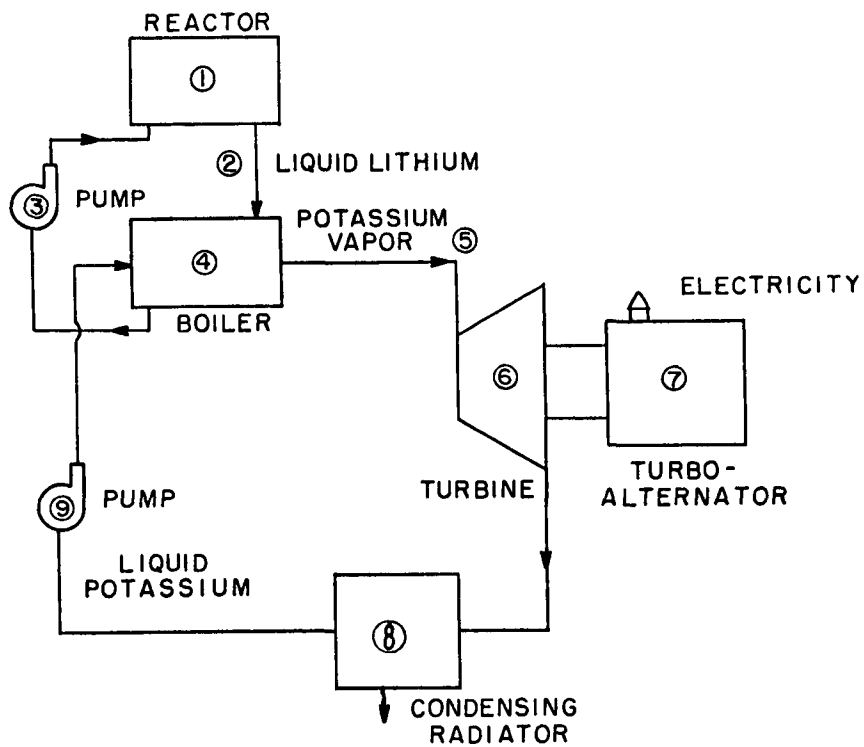 REACTOR
①
② LIQUID LITHIUM
③ PUMP
POTASSIUM
VAPOR ⑤
④
BOILER
ELECTRICITY
⑥
⑦
TURBINE
TURBO-
ALTERNATOR
⑨ PUMP
LIQUID
POTASSIUM
⑧
CONDENSING
RADIATOR